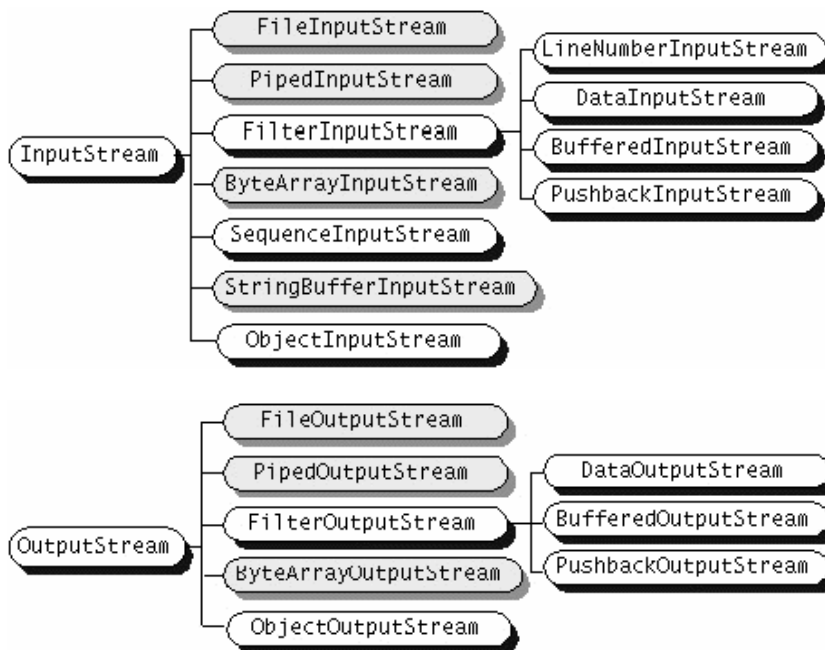 FileInputStream
PipedInputStream
FilterInputStream
ByteArrayInputStream
SequenceInputStream
StringBufferInputStream
ObjectInputStream
InputStream
LineNumberInputStream
DataInputStream
BufferedInputStream
PushbackInputStream
FileOutputStream
PipedOutputStream
FilterOutputStream
ByteArrayOutputStream
ObjectOutputStream
OutputStream
DataOutputStream
BufferedOutputStream
PushbackOutputStream